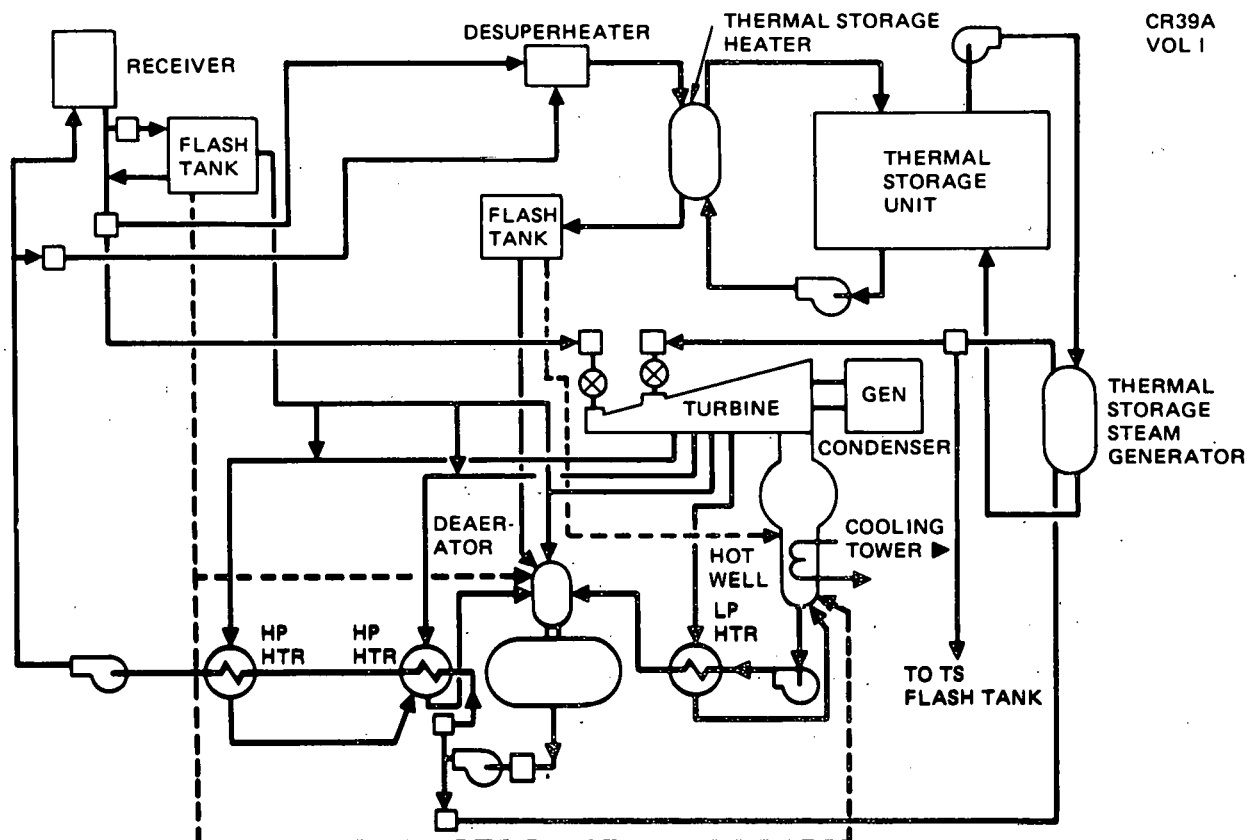 CR39A
VOL I
THERMAL STORAGE
HEATER
DESUPERHEATER
RECEIVER
FLASH
TANK
THERMAL
STORAGE
UNIT
FLASH
TANK
TURBINE
GEN
CONDENSER
THERMAL
STORAGE
STEAM
GENERATOR
DEAER-
ATOR
COOLING
TOWER
HOT
WELL
LP
HTR
HP
HTR
HP
HTR
TO TS
FLASH TANK